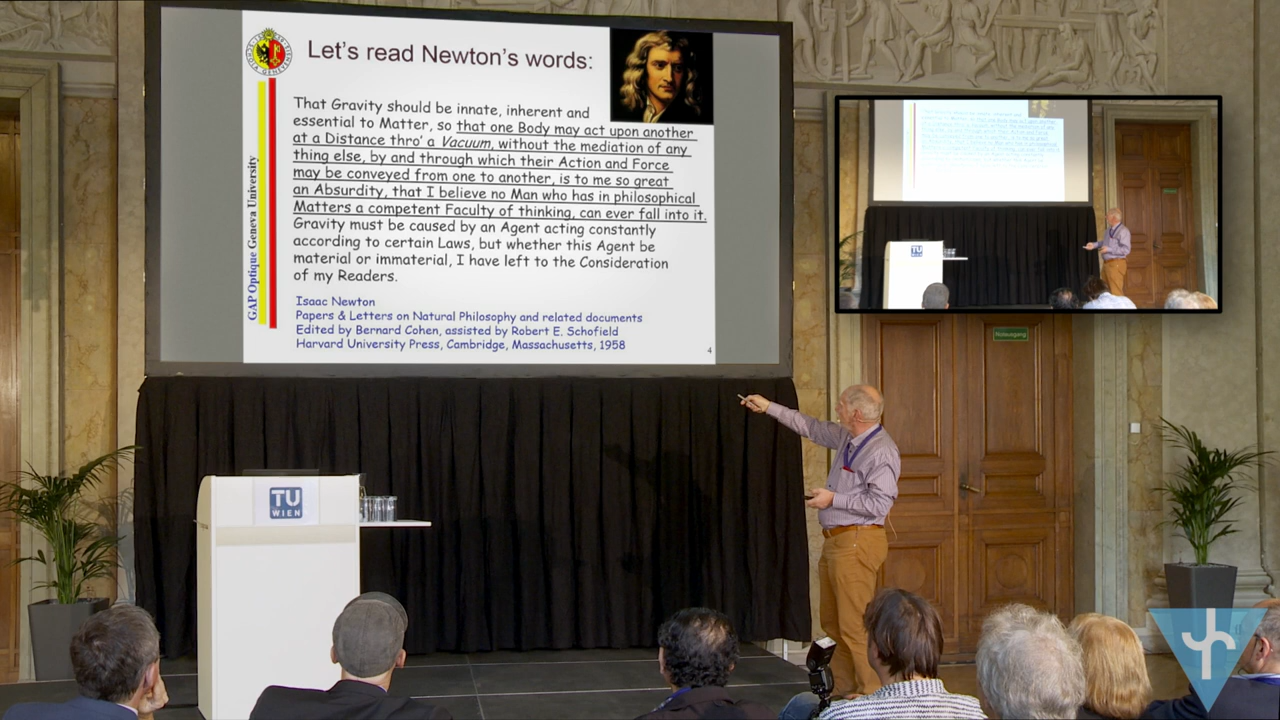 Let's read Newton's words:
That Gravity should be innate, inherent and
essential to Matter, so that one Body may act upon another
at a Distance thro' a Vacuum, without the mediation of any
thing else, by and through which their Action and Force
may be conveyed from one to another, is to me so great
an Absurdity, that I believe no Man who has in philosophical
Matters a competent Faculty of thinking, can ever fall into it.
Gravity must be caused by an Agent acting constantly
according to certain Laws, but whether this Agent be
material or immaterial, I have left to the Consideration
of my Readers.
Isaac Newton
Papers & Letters on Natural Philosophy and related documents
Edited by Bernard Cohen, assisted by Robert E. Schofield
Harvard University Press, Cambridge, Massachusetts, 1958
4
GAP Optique Geneva University
Notausgang
TU
WIEN
TU
WIEN